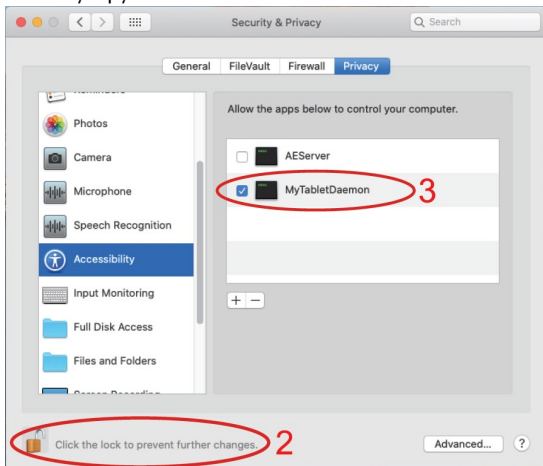 Security & Privacy
Search
General FileVault Firewall Privacy
Photos
Camera
Microphone
Speech Recognition
Accessibility
Input Monitoring
Full Disk Access
Files and Folders
Allow the apps below to control your computer.
AEServer
MyTabletDaemon
3
+ −
Click the lock to prevent further changes.
2
Advanced...
?